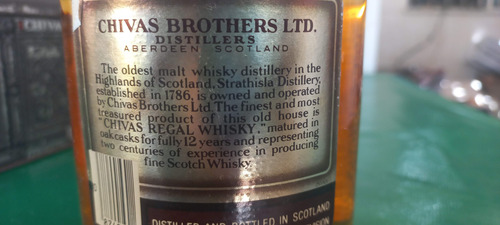 CHIVAS BROTHERS LTD.
DISTILLERS
ABERDEEN SCOTLAND
The oldest malt whisky distillery in the
Highlands of Scotland, Strathisla Distillery,
established in 1786, is owned and operated
by Chivas Brothers Ltd. The finest and most
treasured product of this old house is
"CHIVAS REGAL WHISKY," matured in
oak casks for fully 12 years and representing
two centuries of experience in producing
fine Scotch Whisky
DISTILLED AND BOTTLED IN SCOTLAND